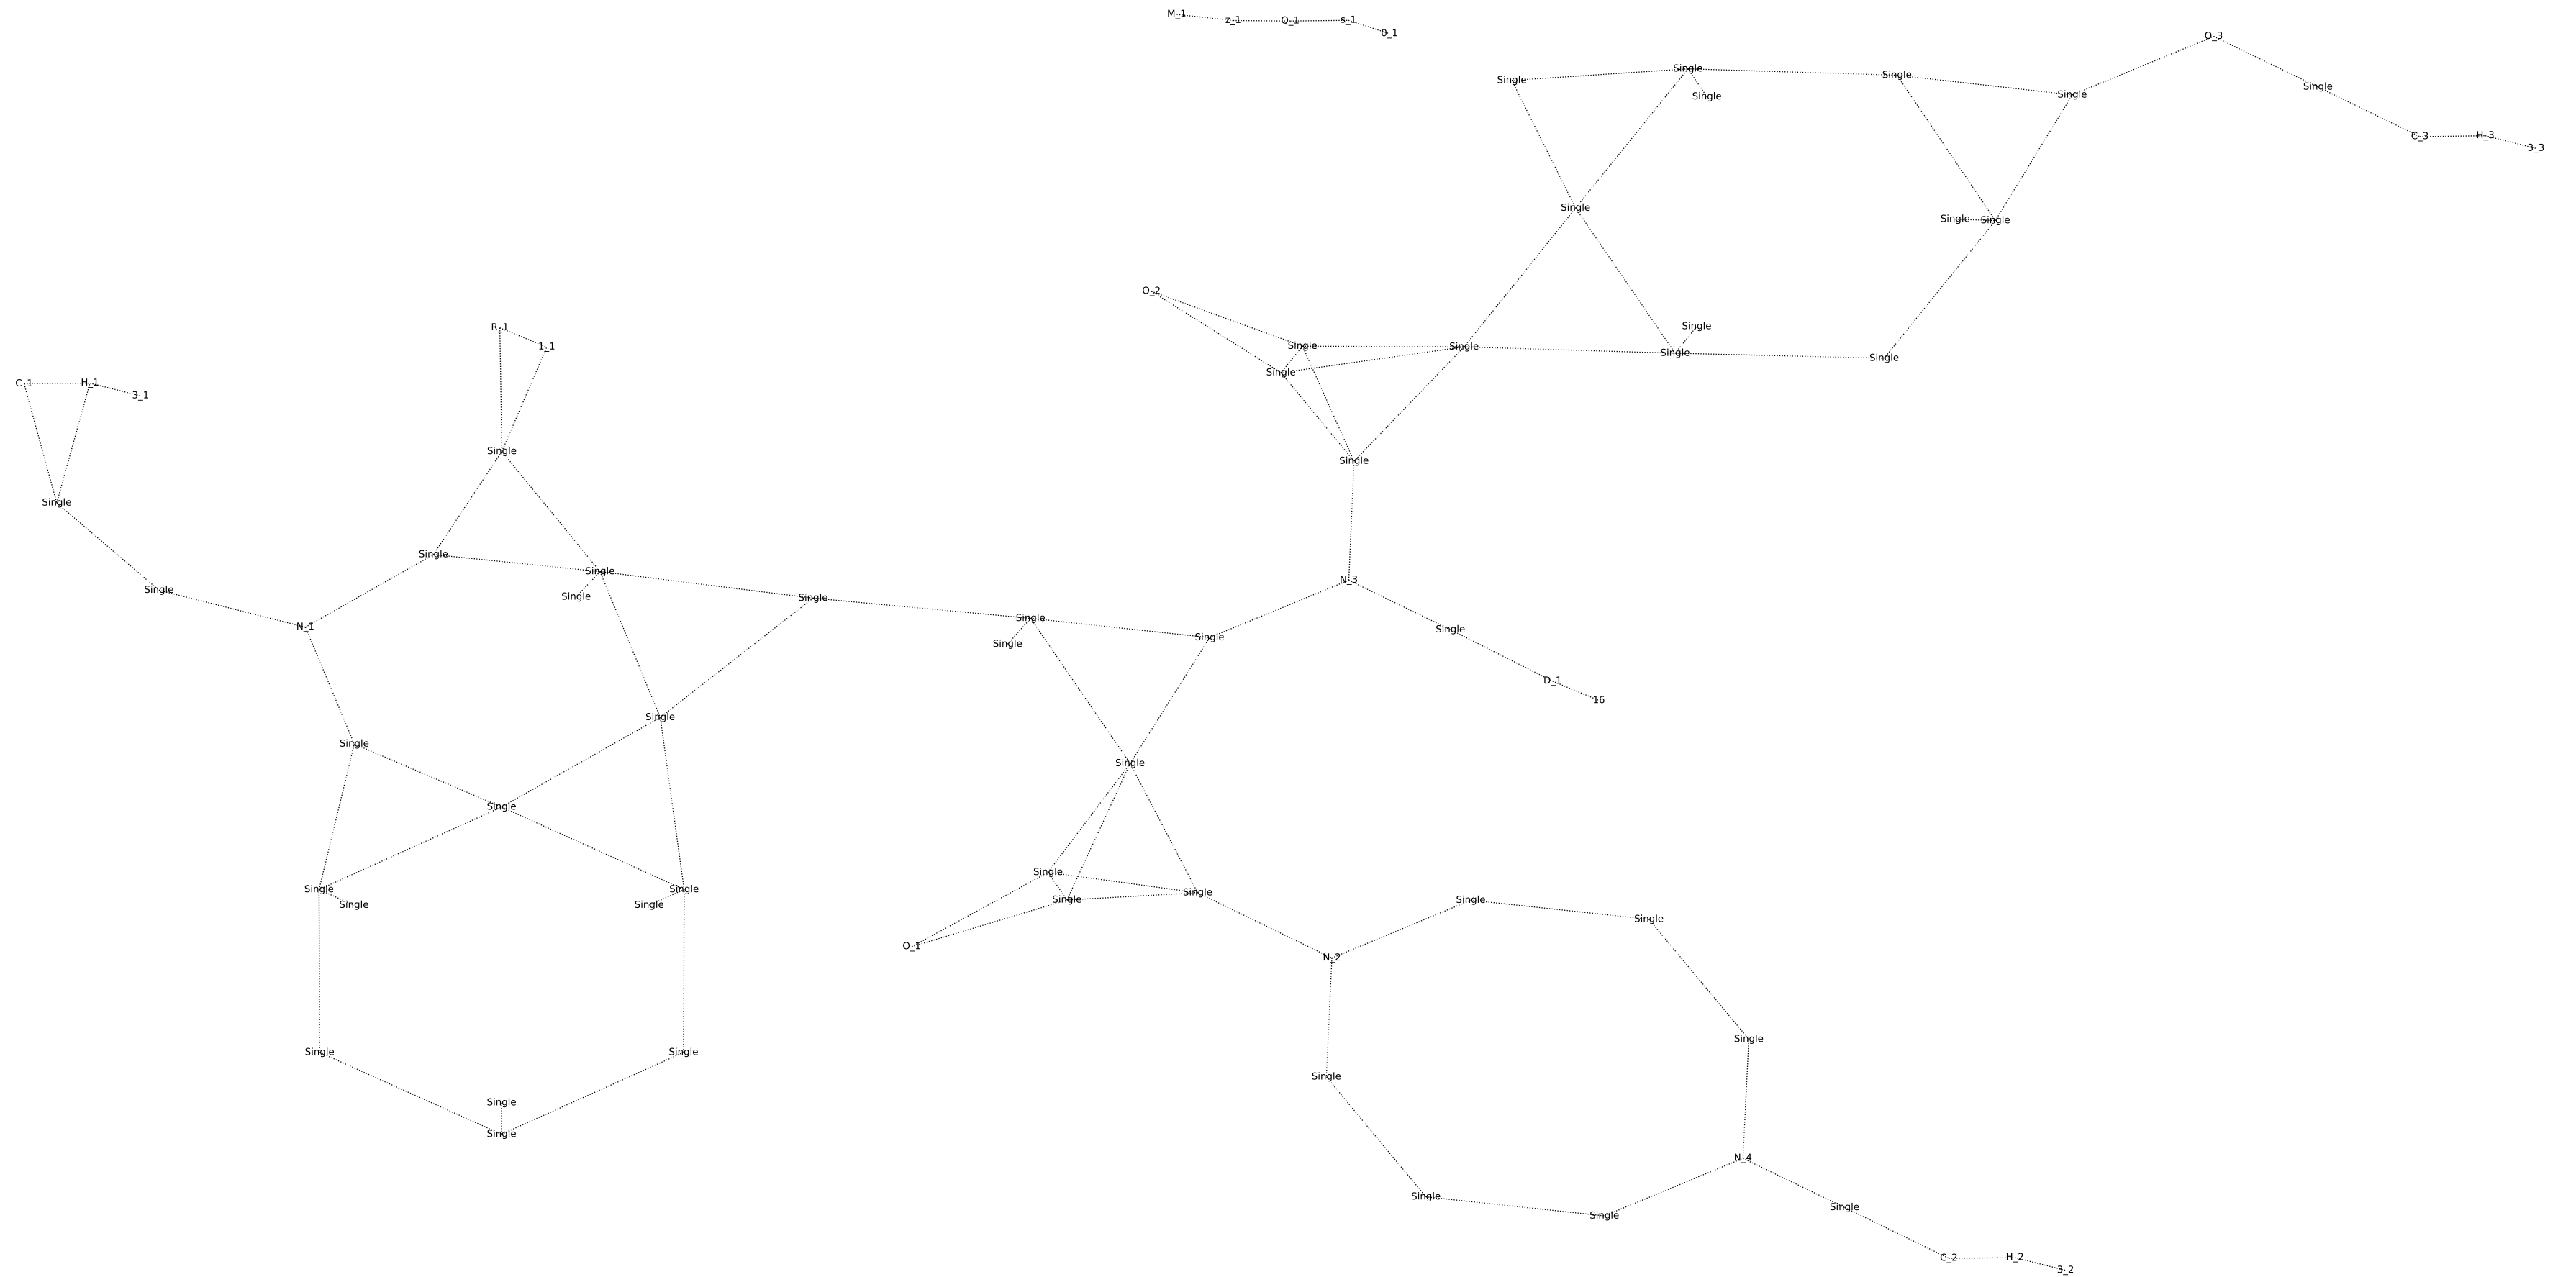 M_1 z_1 Q_1 s_1 0_1
O_3
Single Single Single Single
Single Single
Single
C_3 H_3 3_3
Single
Single Single
O_2
R_1 Single
1_1 Single Single Single Single
Single
C_1 H_1 3_1
Single
Single
Single
Single
Single N_3
Single Single Single
N_1 Single Single Single Single
D_1
16
Single
Single
Single
Single
Single
Single Single Single
Single Single Single Single Single
O_1 N_2
Single
Single Single
Single
Single
Single
N_4
Single Single
Single
C_2 H_2 3_2